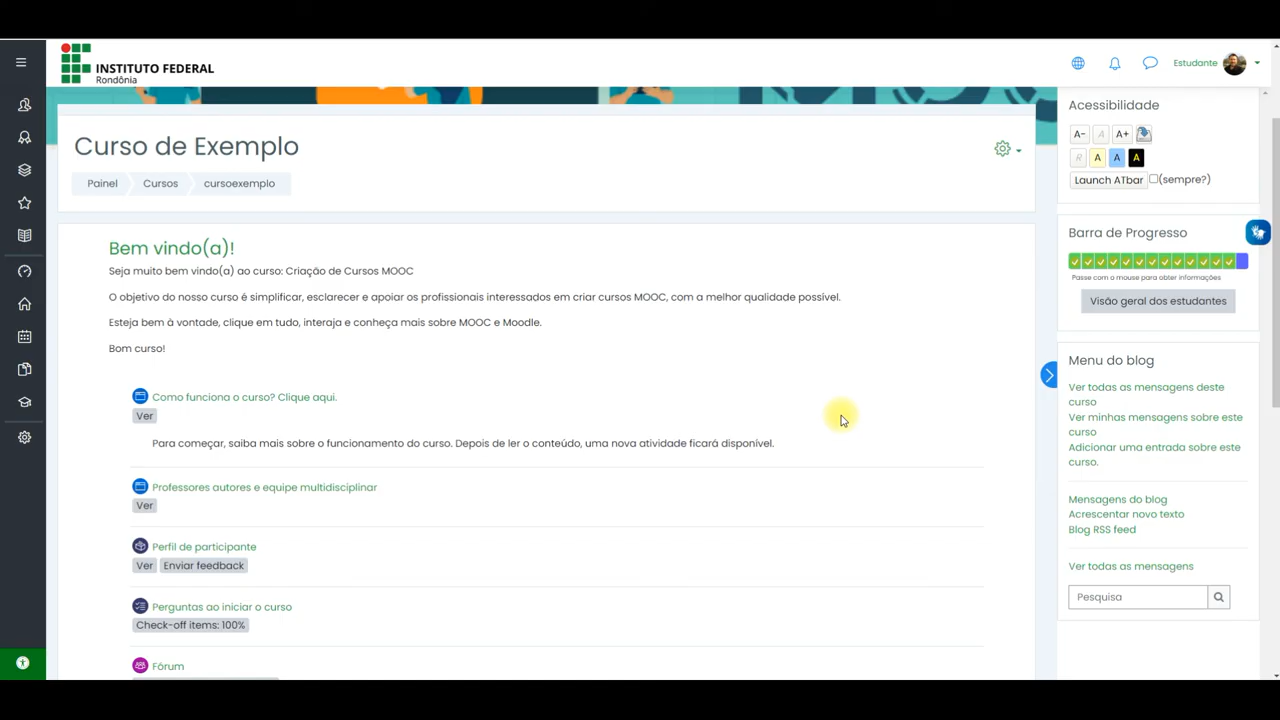 INSTITUTO FEDERAL
Rondônia
Estudante
Curso de Exemplo
Painel
Cursos
cursoexemplo
Bem vindo(a)!
Seja muito bem vindo(a) ao curso: Criação de Cursos MOOC
O objetivo do nosso curso é simplificar, esclarecer e apoiar os profissionais interessados em criar cursos MOOC, com a melhor qualidade possível.
Esteja bem à vontade, clique em tudo, interaja e conheça mais sobre MOOC e Moodle.
Bom curso!
Como funciona o curso? Clique aqui.
Ver
Para começar, saiba mais sobre o funcionamento do curso. Depois de ler o conteúdo, uma nova atividade ficará disponível.
Professores autores e equipe multidisciplinar
Ver
Perfil de participante
Ver Enviar feedback
Perguntas ao iniciar o curso
Check-off items: 100%
Fórum
Acessibilidade
A- A A+
R A A A
Launch ATbar (sempre?)
Barra de Progresso
Passe com o mouse para obter informações
Visão geral dos estudantes
Menu do blog
Ver todas as mensagens deste
curso
Ver minhas mensagens sobre este
curso
Adicionar uma entrada sobre este
curso.
Mensagens do blog
Acrescentar novo texto
Blog RSS feed
Ver todas as mensagens
Pesquisa